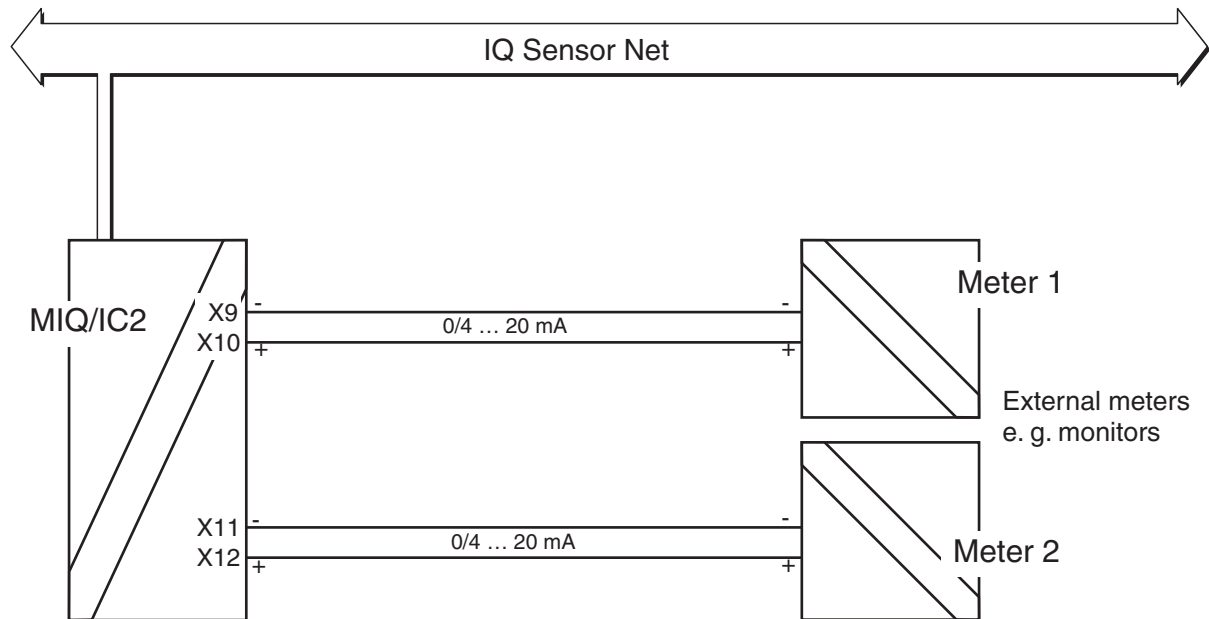 IQ Sensor Net
MIQ/IC2
X9
-
0/4 … 20 mA
-
X10
+
+
Meter 1
External meters
e. g. monitors
X11
-
0/4 … 20 mA
-
X12
+
+
Meter 2